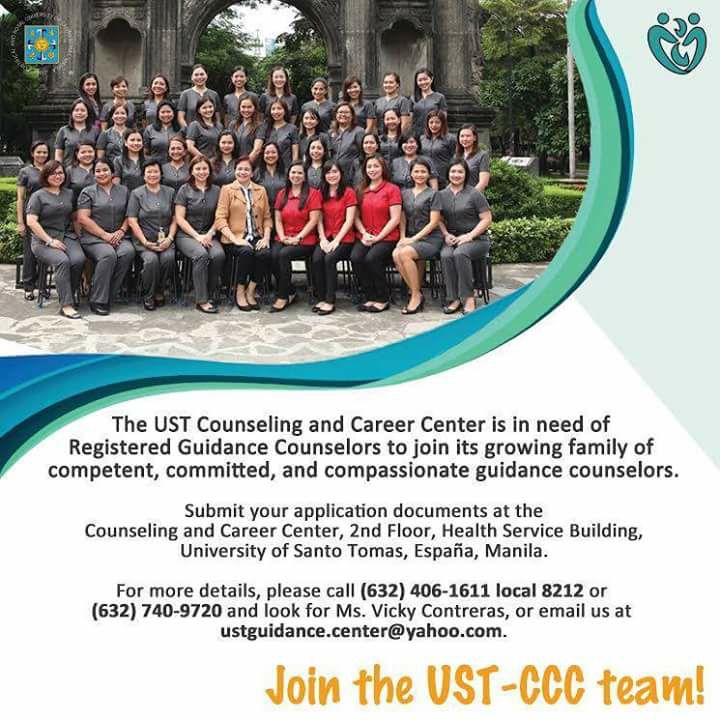 The UST Counseling and Career Center is in need of
Registered Guidance Counselors to join its growing family of
competent, committed, and compassionate guidance counselors.
Submit your application documents at the
Counseling and Career Center, 2nd Floor, Health Service Building,
University of Santo Tomas, España, Manila.
For more details, please call (632) 406-1611 local 8212 or
(632) 740-9720 and look for Ms. Vicky Contreras, or email us at
ustguidance.center@yahoo.com.
Join the UST-CCC team!